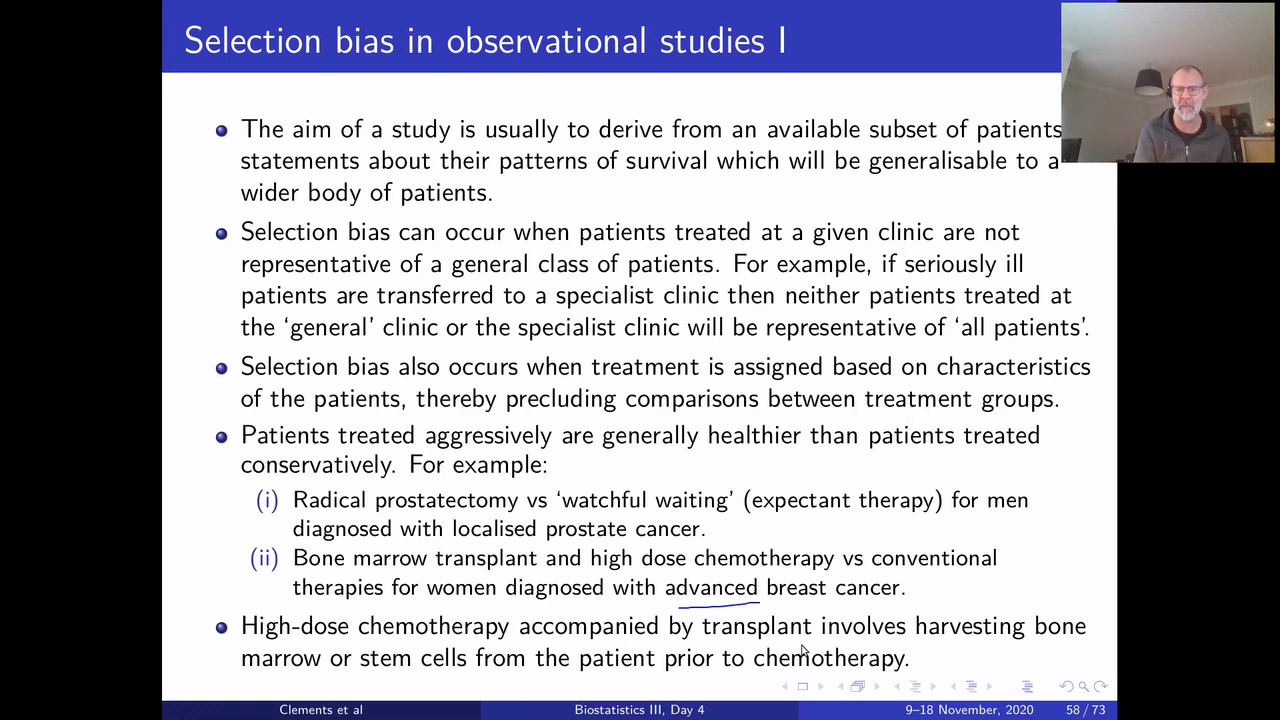 Selection bias in observational studies I
The aim of a study is usually to derive from an available subset of patients
statements about their patterns of survival which will be generalisable to a
wider body of patients.
Selection bias can occur when patients treated at a given clinic are not
representative of a general class of patients. For example, if seriously ill
patients are transferred to a specialist clinic then neither patients treated at
the ‘general’ clinic or the specialist clinic will be representative of ‘all patients’.
Selection bias also occurs when treatment is assigned based on characteristics
of the patients, thereby precluding comparisons between treatment groups.
Patients treated aggressively are generally healthier than patients treated
conservatively. For example:
(i) Radical prostatectomy vs ‘watchful waiting’ (expectant therapy) for men
diagnosed with localised prostate cancer.
(ii) Bone marrow transplant and high dose chemotherapy vs conventional
therapies for women diagnosed with advanced breast cancer.
High-dose chemotherapy accompanied by transplant involves harvesting bone
marrow or stem cells from the patient prior to chemotherapy.
Clements et al Biostatistics III, Day 4 9–18 November, 2020 58 / 73